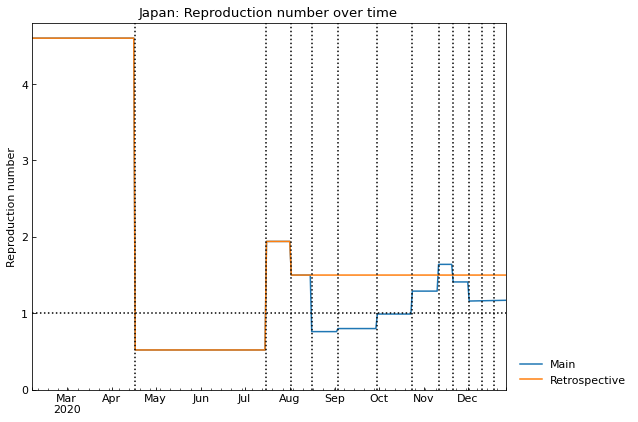 Japan: Reproduction number over time
Reproduction number
4
3
2
1
0
Mar Apr May Jun Jul Aug Sep Oct Nov Dec
2020
Main
Retrospective